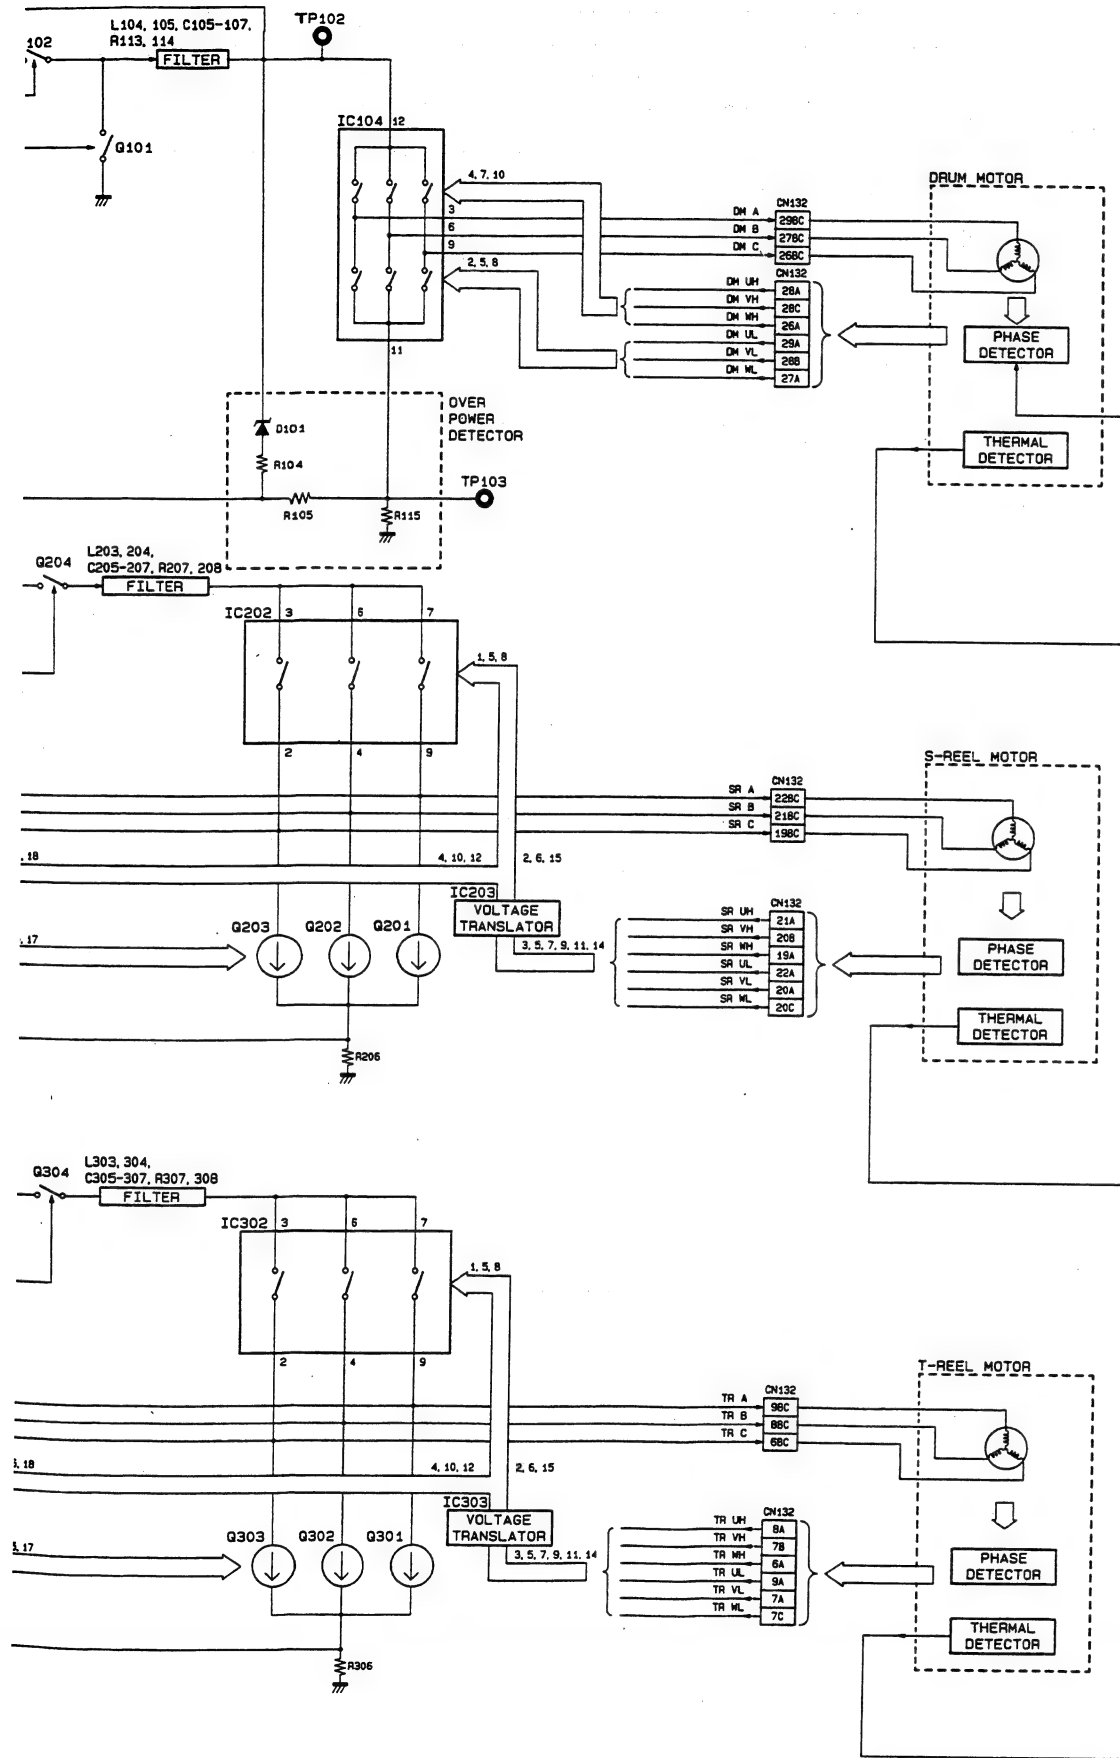 L104, 105, C105-107,
R113, 114
FILTER
TP102
102
Q101
IC104
12
4, 7, 10
3
6
9
2, 5, 8
11
DM A
DM B
DM C
CN132
29BC
27BC
26BC
CN132
DM UH
28A
DM VH
28C
DM WH
26A
DM UL
29A
DM VL
28B
DM WL
27A
DRUM MOTOR
PHASE
DETECTOR
THERMAL
DETECTOR
OVER
POWER
DETECTOR
D101
R104
R105
R115
TP103
Q204
L203, 204,
C205-207, R207, 208
FILTER
IC202
3
6
7
1, 5, 8
2
4
9
SR A
SR B
SR C
CN132
22BC
21BC
19BC
S-REEL MOTOR
, 18
4, 10, 12
2, 6, 15
IC203
VOLTAGE
TRANSLATOR
3, 5, 7, 9, 11, 14
Q203
Q202
Q201
, 17
R206
CN132
SR UH
21A
SR VH
20B
SR WH
19A
SR UL
22A
SR VL
20A
SR WL
20C
PHASE
DETECTOR
THERMAL
DETECTOR
Q304
L303, 304,
C305-307, R307, 308
FILTER
IC302
3
6
7
1, 5, 8
2
4
9
TR A
TR B
TR C
CN132
9BC
8BC
6BC
T-REEL MOTOR
, 18
4, 10, 12
2, 6, 15
IC303
VOLTAGE
TRANSLATOR
3, 5, 7, 9, 11, 14
Q303
Q302
Q301
, 17
R306
CN132
TR UH
8A
TR VH
7B
TR WH
6A
TR UL
9A
TR VL
7A
TR WL
7C
PHASE
DETECTOR
THERMAL
DETECTOR